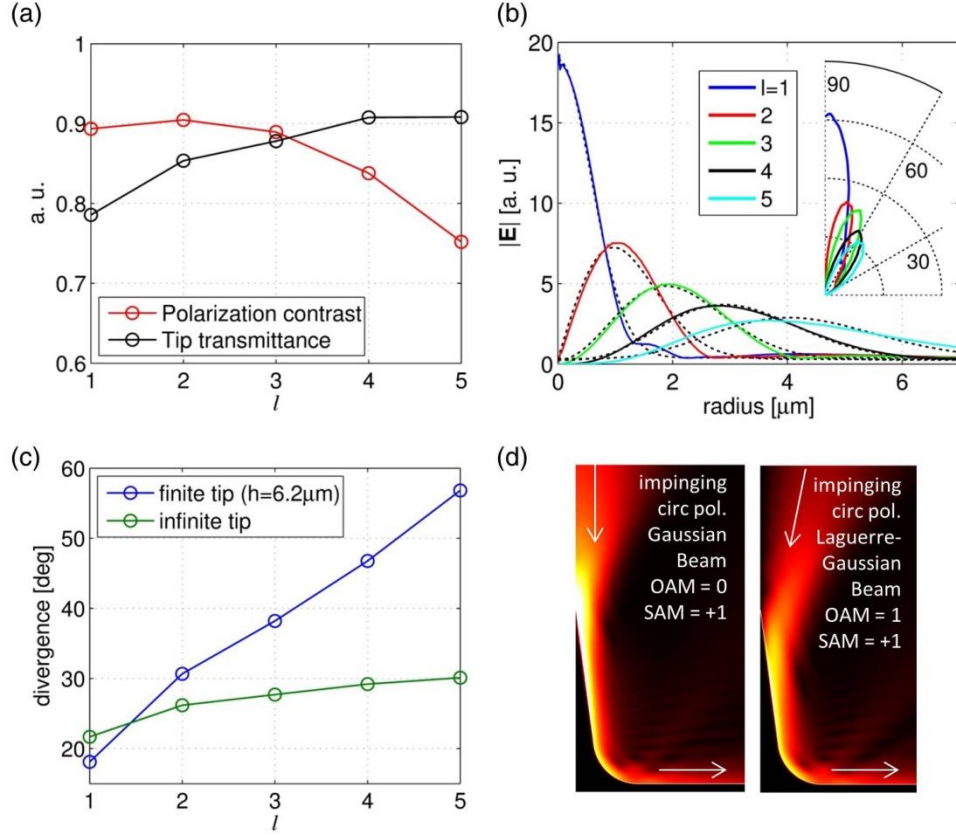 (a)
1
0.9
0.8
0.7
0.6
a. u.
Polarization contrast
Tip transmittance
1 2 3 4 5
l
(b)
20
15
10
5
0
|E| [a. u.]
l=1
2
3
4
5
90
60
30
0 2 4 6
radius [μm]
(c)
60
50
40
30
20
divergence [deg]
finite tip (h=6.2μm)
infinite tip
1 2 3 4 5
l
(d)
impinging
circ pol.
Gaussian
Beam
OAM = 0
SAM = +1
impinging
circ pol.
Laguerre-
Gaussian
Beam
OAM = 1
SAM = +1